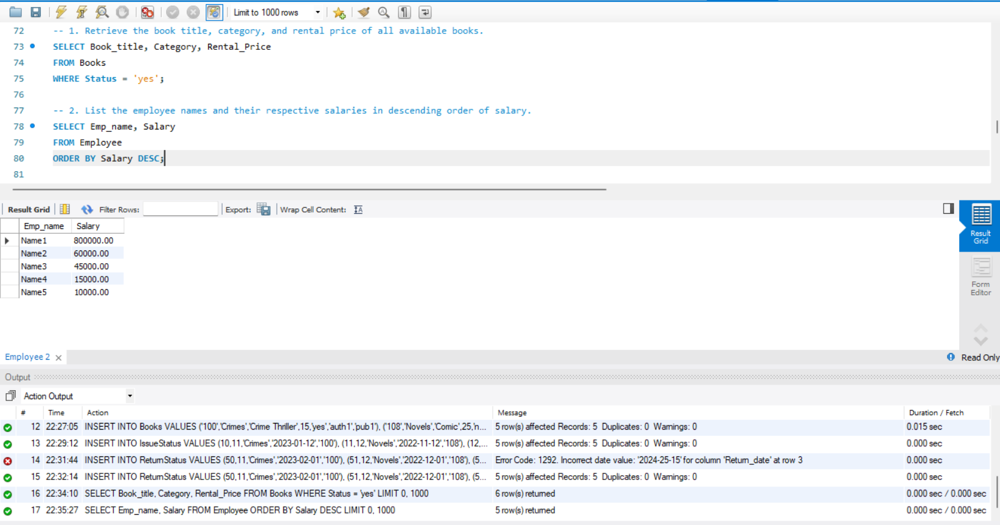 Limit to 1000 rows
72 -- 1. Retrieve the book title, category, and rental price of all available books.
73 SELECT Book_title, Category, Rental_Price
74 FROM Books
75 WHERE Status = 'yes';
76
77 -- 2. List the employee names and their respective salaries in descending order of salary.
78 SELECT Emp_name, Salary
79 FROM Employee
80 ORDER BY Salary DESC;
81
Result Grid Filter Rows: Export: Wrap Cell Content:
Emp_name Salary
Name1 800000.00
Name2 60000.00
Name3 45000.00
Name4 15000.00
Name5 10000.00
Result
Grid
Form
Editor
Employee 2 Read Only
Output
Action Output
# Time Action Message Duration / Fetch
12 22:27:05 INSERT INTO Books VALUES ('100','Crimes','Crime Thriller',15,'yes','auth1','pub1'), ('108','Novels','Comic',25,'n... 5 row(s) affected Records: 5 Duplicates: 0 Warnings: 0 0.015 sec
13 22:29:12 INSERT INTO IssueStatus VALUES (10,11,'Crimes','2023-01-12','100'), (11,12,'Novels','2022-11-12','108'), (12,... 5 row(s) affected Records: 5 Duplicates: 0 Warnings: 0 0.000 sec
14 22:31:44 INSERT INTO ReturnStatus VALUES (50,11,'Crimes','2023-02-01','100'), (51,12,'Novels','2022-12-01','108'), (5... Error Code: 1292. Incorrect date value: '2024-25-15' for column 'Return_date' at row 3 0.000 sec
15 22:32:14 INSERT INTO ReturnStatus VALUES (50,11,'Crimes','2023-02-01','100'), (51,12,'Novels','2022-12-01','108'), (5... 5 row(s) affected Records: 5 Duplicates: 0 Warnings: 0 0.000 sec
16 22:34:10 SELECT Book_title, Category, Rental_Price FROM Books WHERE Status = 'yes' LIMIT 0, 1000 6 row(s) returned 0.000 sec / 0.000 sec
17 22:35:27 SELECT Emp_name, Salary FROM Employee ORDER BY Salary DESC LIMIT 0, 1000 5 row(s) returned 0.000 sec / 0.000 sec